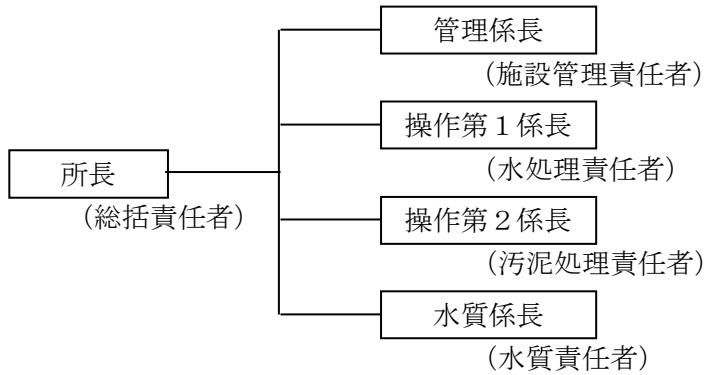 管理係長
（施設管理責任者）
操作第１係長
（水処理責任者）
所長
（総括責任者）
操作第２係長
（汚泥処理責任者）
水質係長
（水質責任者）